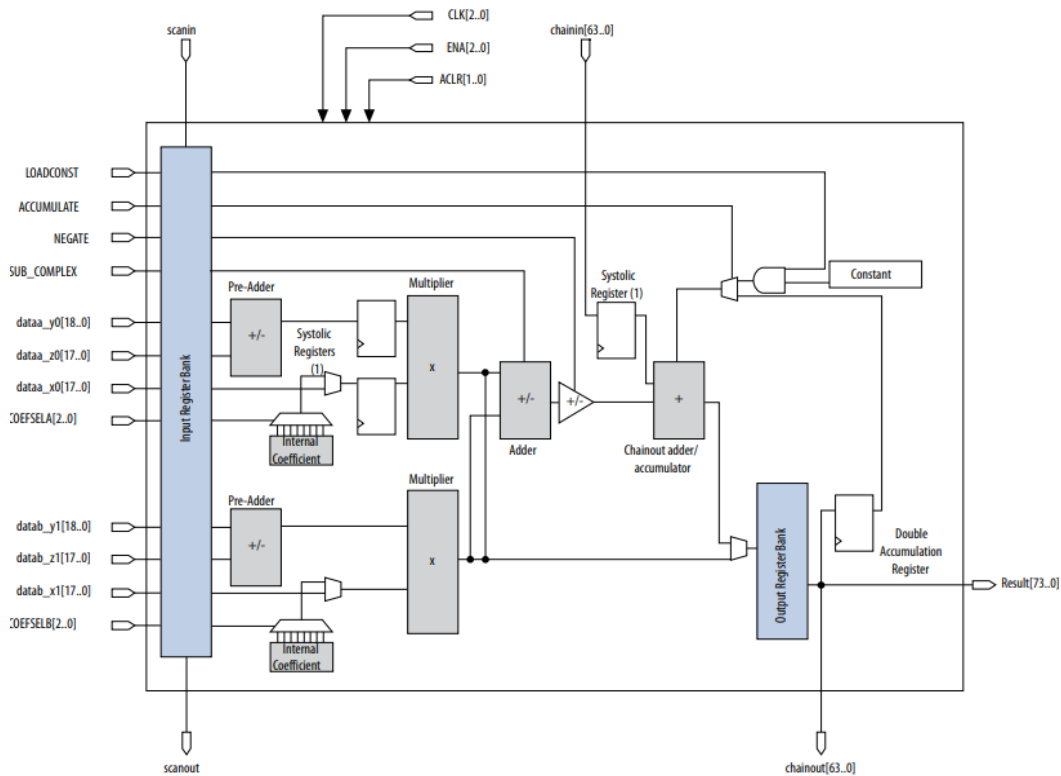 CLK[2..0]
scanin
chainin[63..0]
ENA[2..0]
ACLR[1..0]
LOADCONST
ACCUMULATE
NEGATE
SUB_COMPLEX
dataa_y0[18..0]
dataa_z0[17..0]
dataa_x0[17..0]
COEFSELA[2..0]
datab_y1[18..0]
datab_z1[17..0]
datab_x1[17..0]
COEFSELB[2..0]
Input Register Bank
Pre-Adder
+/-
Systolic
Registers
(1)
Internal
Coefficient
Multiplier
x
+/-
Adder
+/-
Systolic
Register (1)
+
Chainout adder/
accumulator
Constant
Pre-Adder
+/-
Internal
Coefficient
Multiplier
x
Output Register Bank
Double
Accumulation
Register
Result[73..0]
scanout
chainout[63..0]